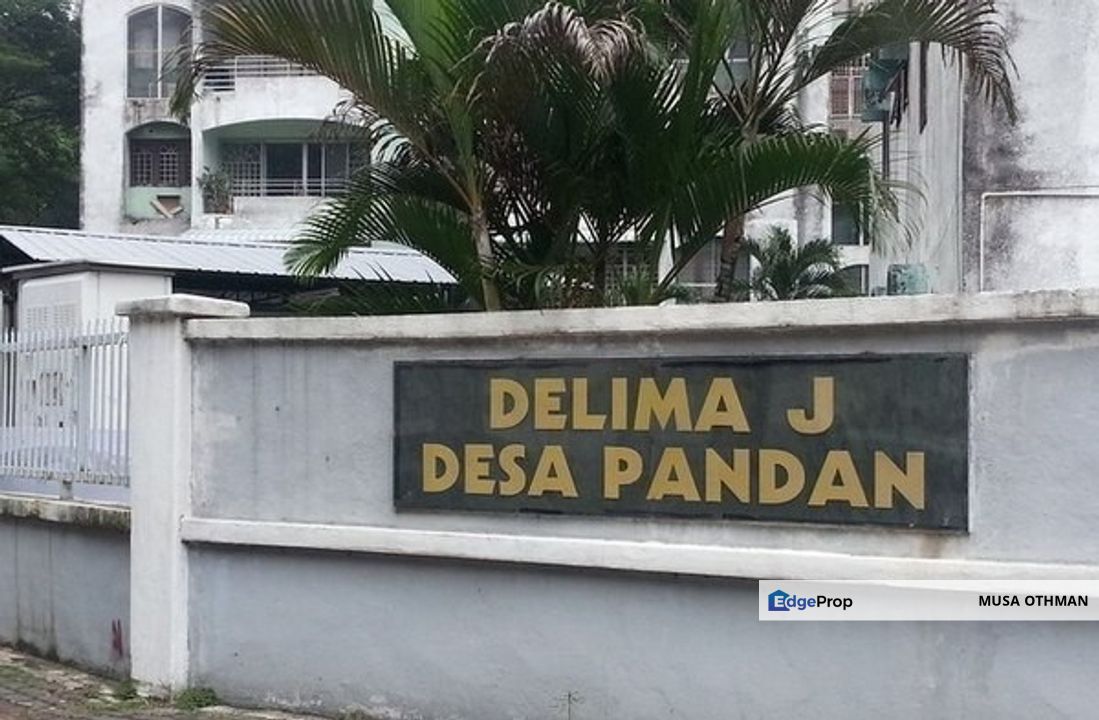 DELIMA J
DESA PANDAN
EdgeProp
MUSA OTHMAN